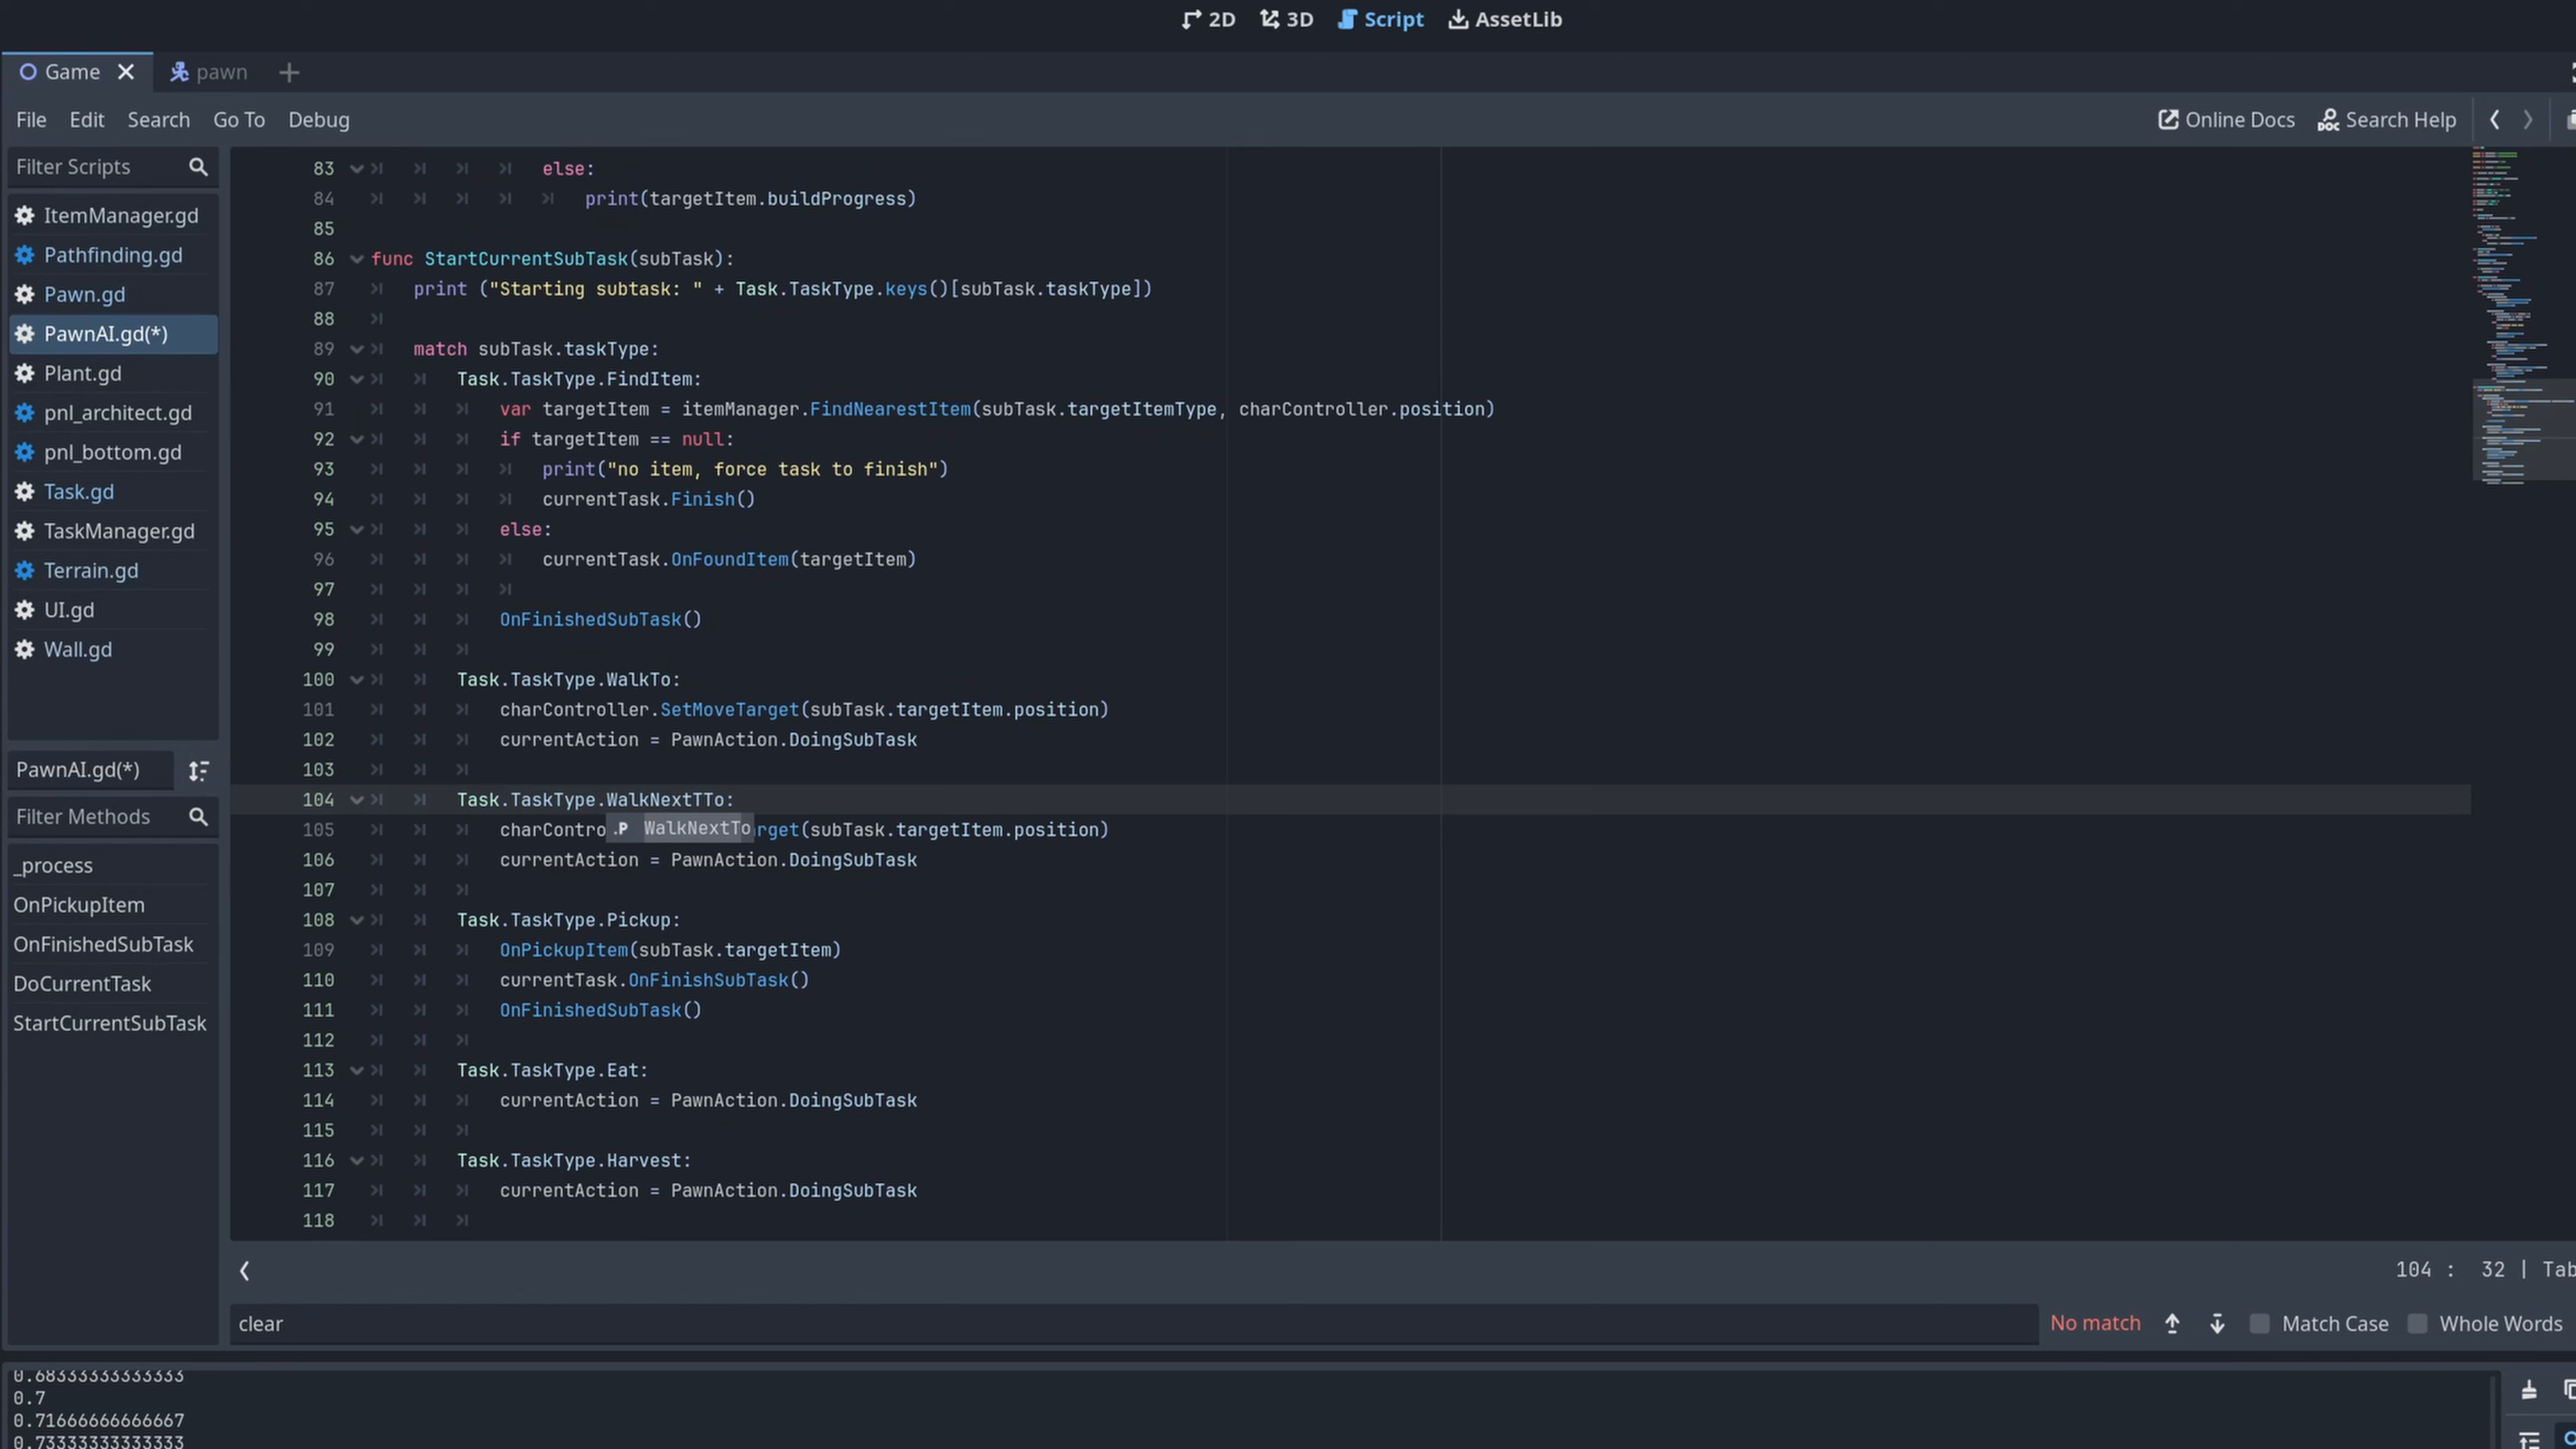 2D 3D Script AssetLib
Game pawn
File Edit Search Go To Debug Online Docs Search Help
Filter Scripts
ItemManager.gd
Pathfinding.gd
Pawn.gd
PawnAI.gd(*)
Plant.gd
pnl_architect.gd
pnl_bottom.gd
Task.gd
TaskManager.gd
Terrain.gd
UI.gd
Wall.gd
PawnAI.gd(*)
Filter Methods
_process
OnPickupItem
OnFinishedSubTask
DoCurrentTask
StartCurrentSubTask
83 else:
84 print(targetItem.buildProgress)
85
86 func StartCurrentSubTask(subTask):
87 print ("Starting subtask: " + Task.TaskType.keys()[subTask.taskType])
88
89 match subTask.taskType:
90 Task.TaskType.FindItem:
91 var targetItem = itemManager.FindNearestItem(subTask.targetItemType, charController.position)
92 if targetItem == null:
93 print("no item, force task to finish")
94 currentTask.Finish()
95 else:
96 currentTask.OnFoundItem(targetItem)
97
98 OnFinishedSubTask()
99
100 Task.TaskType.WalkTo:
101 charController.SetMoveTarget(subTask.targetItem.position)
102 currentAction = PawnAction.DoingSubTask
103
104 Task.TaskType.WalkNextTTo:
105 charContro .P WalkNextTo rget(subTask.targetItem.position)
106 currentAction = PawnAction.DoingSubTask
107
108 Task.TaskType.Pickup:
109 OnPickupItem(subTask.targetItem)
110 currentTask.OnFinishSubTask()
111 OnFinishedSubTask()
112
113 Task.TaskType.Eat:
114 currentAction = PawnAction.DoingSubTask
115
116 Task.TaskType.Harvest:
117 currentAction = PawnAction.DoingSubTask
118
104 : 32 | Tab
clear No match Match Case Whole Words
0.68333333333333
0.7
0.71666666666667
0.73333333333333